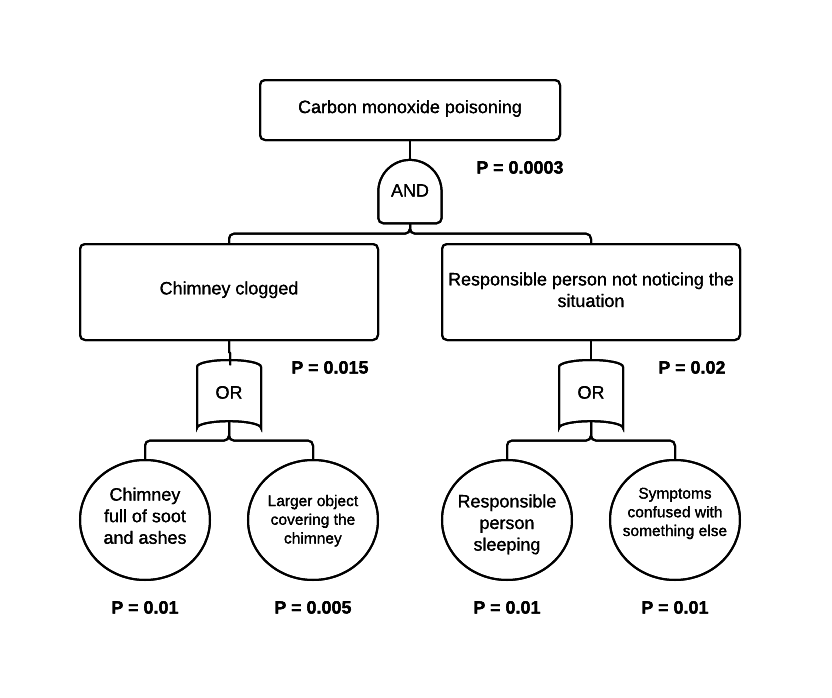 Carbon monoxide poisoning
P = 0.0003
AND
Chimney clogged
Responsible person not noticing the
situation
P = 0.015
P = 0.02
OR
OR
Chimney
full of soot
and ashes
Larger object
covering the
chimney
Responsible
person
sleeping
Symptoms
confused with
something else
P = 0.01
P = 0.005
P = 0.01
P = 0.01